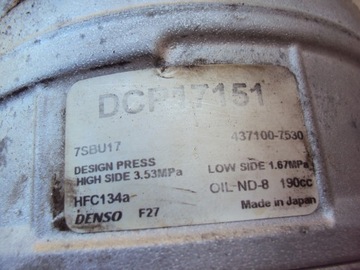 DCP17151
7SBU17 437100-7530
DESIGN PRESS
HIGH SIDE 3.53MPa LOW SIDE 1.67MPa
HFC134a OIL-ND-8 190cc
DENSO F27 Made in Japan